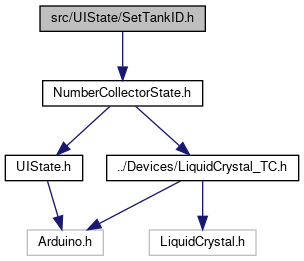 src/UIState/SetTankID.h
NumberCollectorState.h
UIState.h
../Devices/LiquidCrystal_TC.h
Arduino.h
LiquidCrystal.h